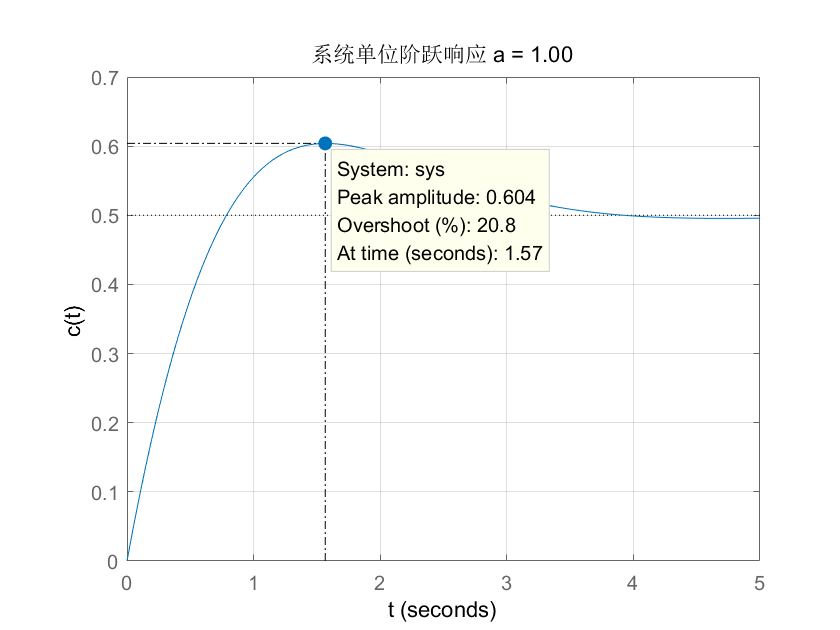 系统单位阶跃响应 a = 1.00
0.7
0.6
0.5
0.4
0.3
0.2
0.1
0
c(t)
System: sys
Peak amplitude: 0.604
Overshoot (%): 20.8
At time (seconds): 1.57
0 1 2 3 4 5
t (seconds)